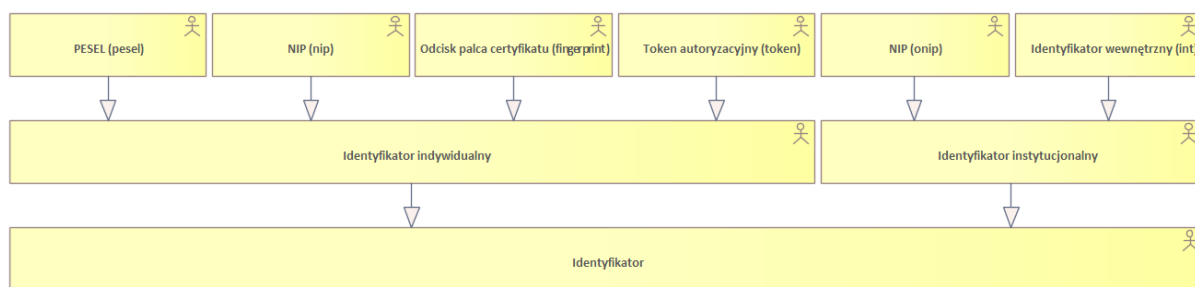 PESEL (pesel)
NIP (nip)
Odcisk palca certyfikatu (fingerprint)
Token autoryzacyjny (token)
NIP (onip)
Identyfikator wewnętrzny (int)
Identyfikator indywidualny
Identyfikator instytucjonalny
Identyfikator